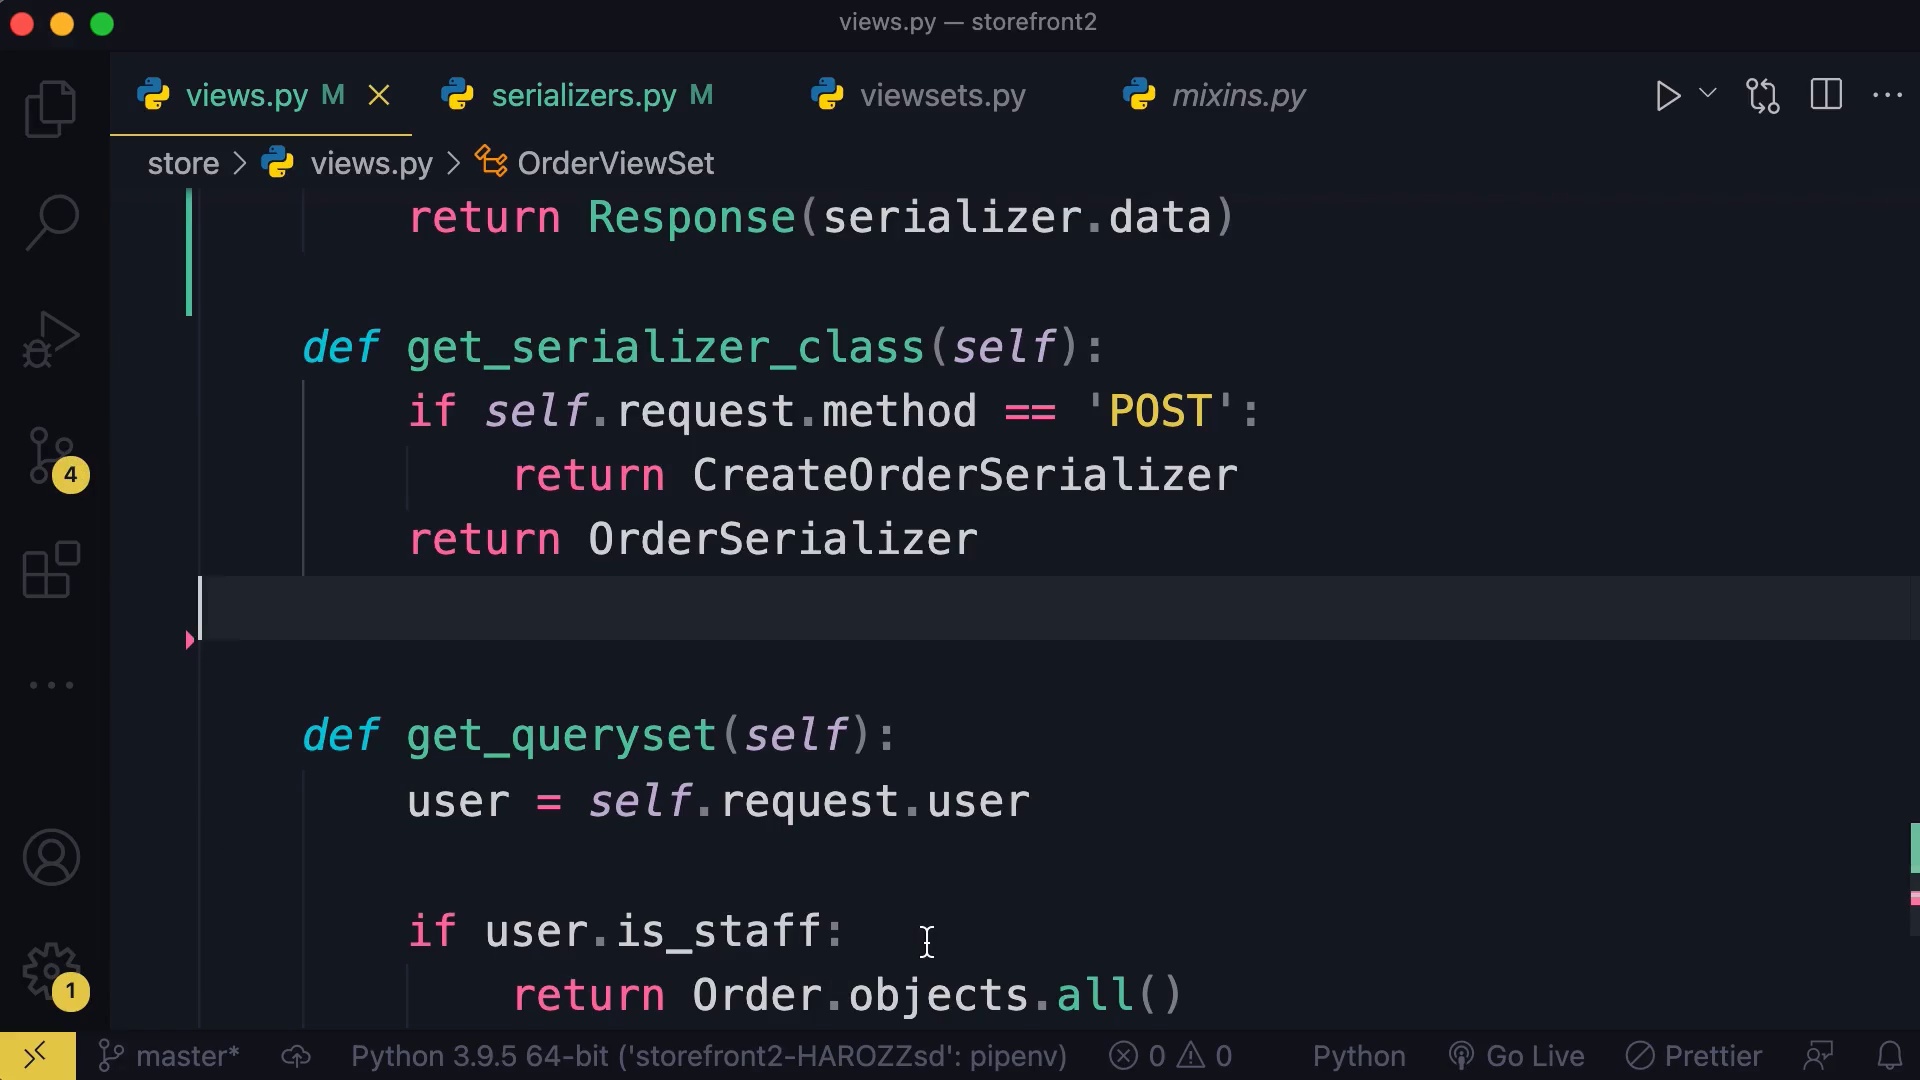 views.py — storefront2
views.py M serializers.py M viewsets.py mixins.py
store > views.py > OrderViewSet
return Response(serializer.data)
def get_serializer_class(self):
if self.request.method == 'POST':
return CreateOrderSerializer
return OrderSerializer
def get_queryset(self):
user = self.request.user
if user.is_staff:
return Order.objects.all()
4
1
master* Python 3.9.5 64-bit ('storefront2-HAROZZsd': pipenv) 0 0 Python Go Live Prettier